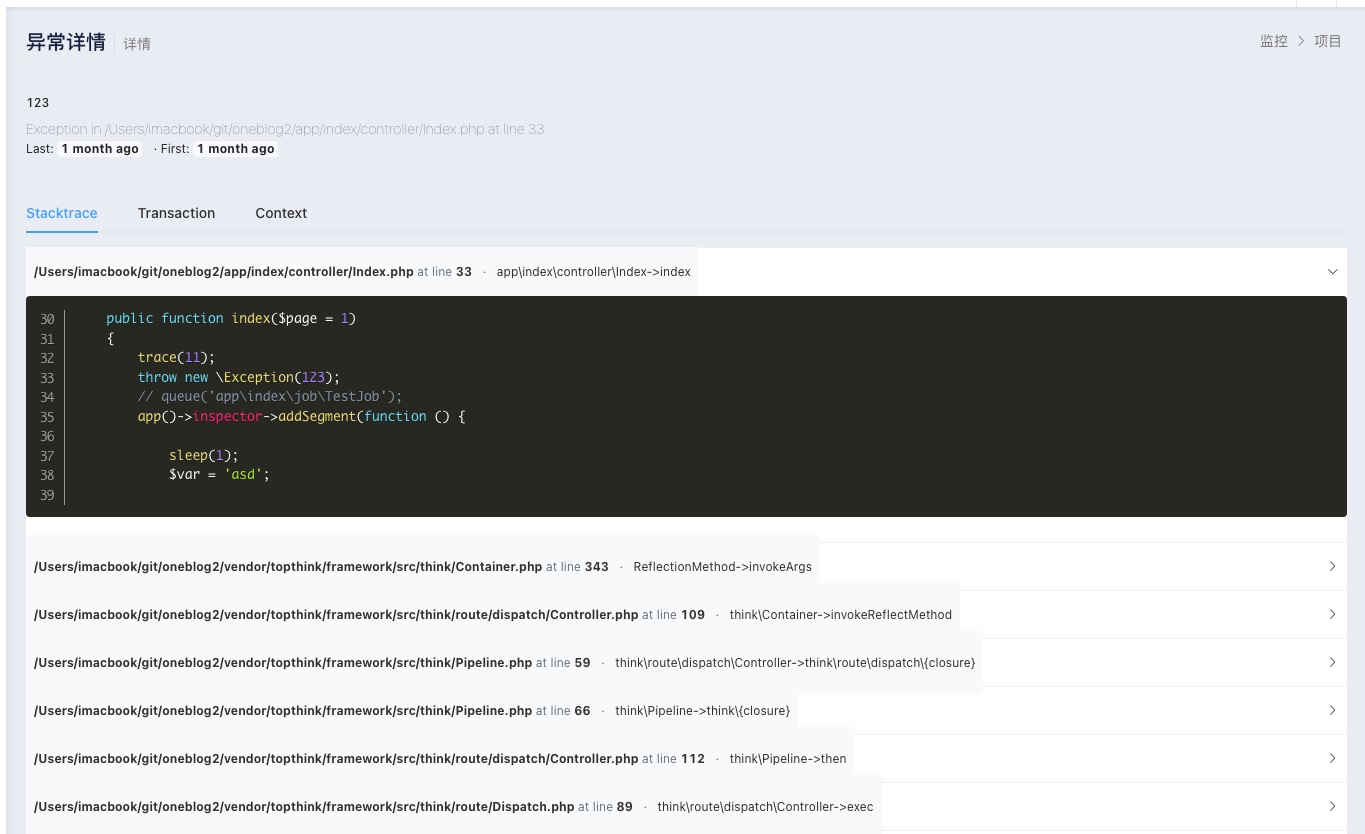 异常详情 详情 监控 > 项目
123
Exception in /Users/imacbook/git/oneblog2/app/index/controller/Index.php at line 33
Last: 1 month ago · First: 1 month ago
Stacktrace Transaction Context
/Users/imacbook/git/oneblog2/app/index/controller/Index.php at line 33 · app\index\controller\Index->index
30 public function index($page = 1)
31 {
32 trace(11);
33 throw new \Exception(123);
34 // queue('app\index\job\TestJob');
35 app()->inspector->addSegment(function () {
36
37 sleep(1);
38 $var = 'asd';
39
/Users/imacbook/git/oneblog2/vendor/topthink/framework/src/think/Container.php at line 343 · ReflectionMethod->invokeArgs
/Users/imacbook/git/oneblog2/vendor/topthink/framework/src/think/route/dispatch/Controller.php at line 109 · think\Container->invokeReflectMethod
/Users/imacbook/git/oneblog2/vendor/topthink/framework/src/think/Pipeline.php at line 59 · think\route\dispatch\Controller->think\route\dispatch\{closure}
/Users/imacbook/git/oneblog2/vendor/topthink/framework/src/think/Pipeline.php at line 66 · think\Pipeline->think\{closure}
/Users/imacbook/git/oneblog2/vendor/topthink/framework/src/think/route/dispatch/Controller.php at line 112 · think\Pipeline->then
/Users/imacbook/git/oneblog2/vendor/topthink/framework/src/think/route/Dispatch.php at line 89 · think\route\dispatch\Controller->exec